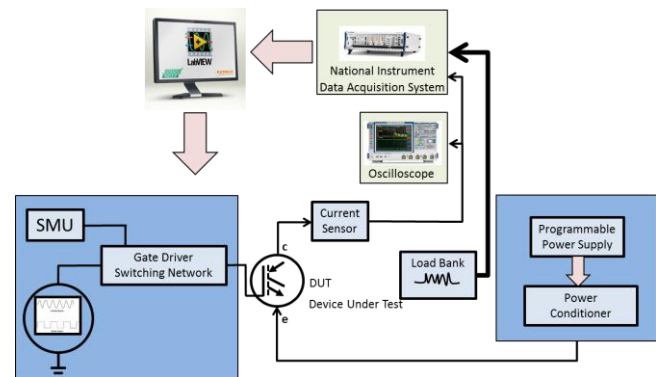 LabVIEW
National Instrument
Data Acquisition System
Oscilloscope
SMU
Gate Driver
Switching Network
Current
Sensor
c
DUT
Device Under Test
e
Load Bank
Programmable
Power Supply
Power
Conditioner